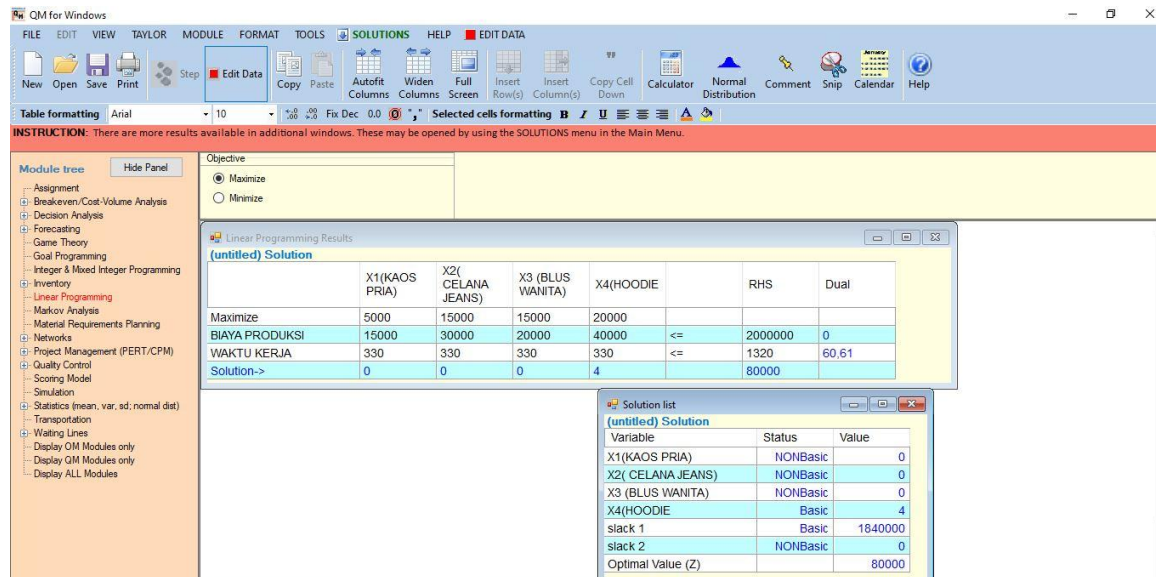 QM for Windows
FILE EDIT VIEW TAYLOR MODULE FORMAT TOOLS SOLUTIONS HELP EDIT DATA
New Open Save Print Step Edit Data Copy Paste Autofit Columns Widen Columns Full Screen Insert Row(s) Insert Column(s) Copy Cell Down Calculator Normal Distribution Comment Snip Calendar Help
Table formatting Arial 10 Fix Dec 0.0 Selected cells formatting B I U A
INSTRUCTION: There are more results available in additional windows. These may be opened by using the SOLUTIONS menu in the Main Menu.
Module tree Hide Panel
Assignment
Breakeven/Cost-Volume Analysis
Decision Analysis
Forecasting
Game Theory
Goal Programming
Integer & Mixed Integer Programming
Inventory
Linear Programming
Markov Analysis
Material Requirements Planning
Networks
Project Management (PERT/CPM)
Quality Control
Scoring Model
Simulation
Statistics (mean, var, sd; normal dist)
Transportation
Waiting Lines
Display OM Modules only
Display QM Modules only
Display ALL Modules
Objective
Maximize
Minimize
Linear Programming Results
(untitled) Solution
X1(KAOS PRIA) X2( CELANA JEANS) X3 (BLUS WANITA) X4(HOODIE RHS Dual
Maximize 5000 15000 15000 20000
BIAYA PRODUKSI 15000 30000 20000 40000 <= 2000000 0
WAKTU KERJA 330 330 330 330 <= 1320 60,61
Solution-> 0 0 0 4 80000
Solution list
(untitled) Solution
Variable Status Value
X1(KAOS PRIA) NONBasic 0
X2( CELANA JEANS) NONBasic 0
X3 (BLUS WANITA) NONBasic 0
X4(HOODIE Basic 4
slack 1 Basic 1840000
slack 2 NONBasic 0
Optimal Value (Z) 80000